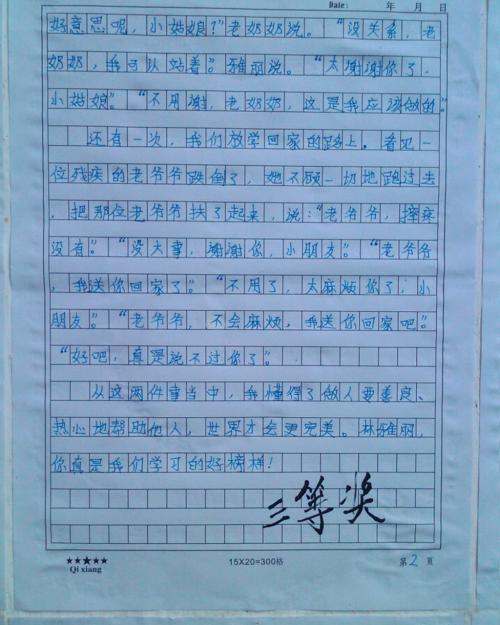 Date: 年 月 日
好意思呢，小姑娘？”老奶奶说。“没关系，老
奶奶，我可以站着”。雅丽说。“太谢谢你了，
小姑娘”。“不用谢，老奶奶，这是我应该做的”。
还有一次，我们放学回家的路上。看见一
位残疾的老爷爷跌倒了，她不顾一切地跑过去
，把那位老爷爷扶了起来，说：“老爷爷，摔疼
没有”。“没大事，谢谢你，小朋友”。“老爷爷
，我送你回家了”。“不用了，太麻烦你了，小
朋友”。“老爷爷，不会麻烦，我送你回家吧”。
“好吧，真是说不过你了”。
从这两件事当中，我懂得了做人要善良、
热心地帮助他人，世界才会更完美。林雅丽，
你真是我们学习的好榜样！
三等奖
★★★★★
Qi xiang
15X20=300格
第2页